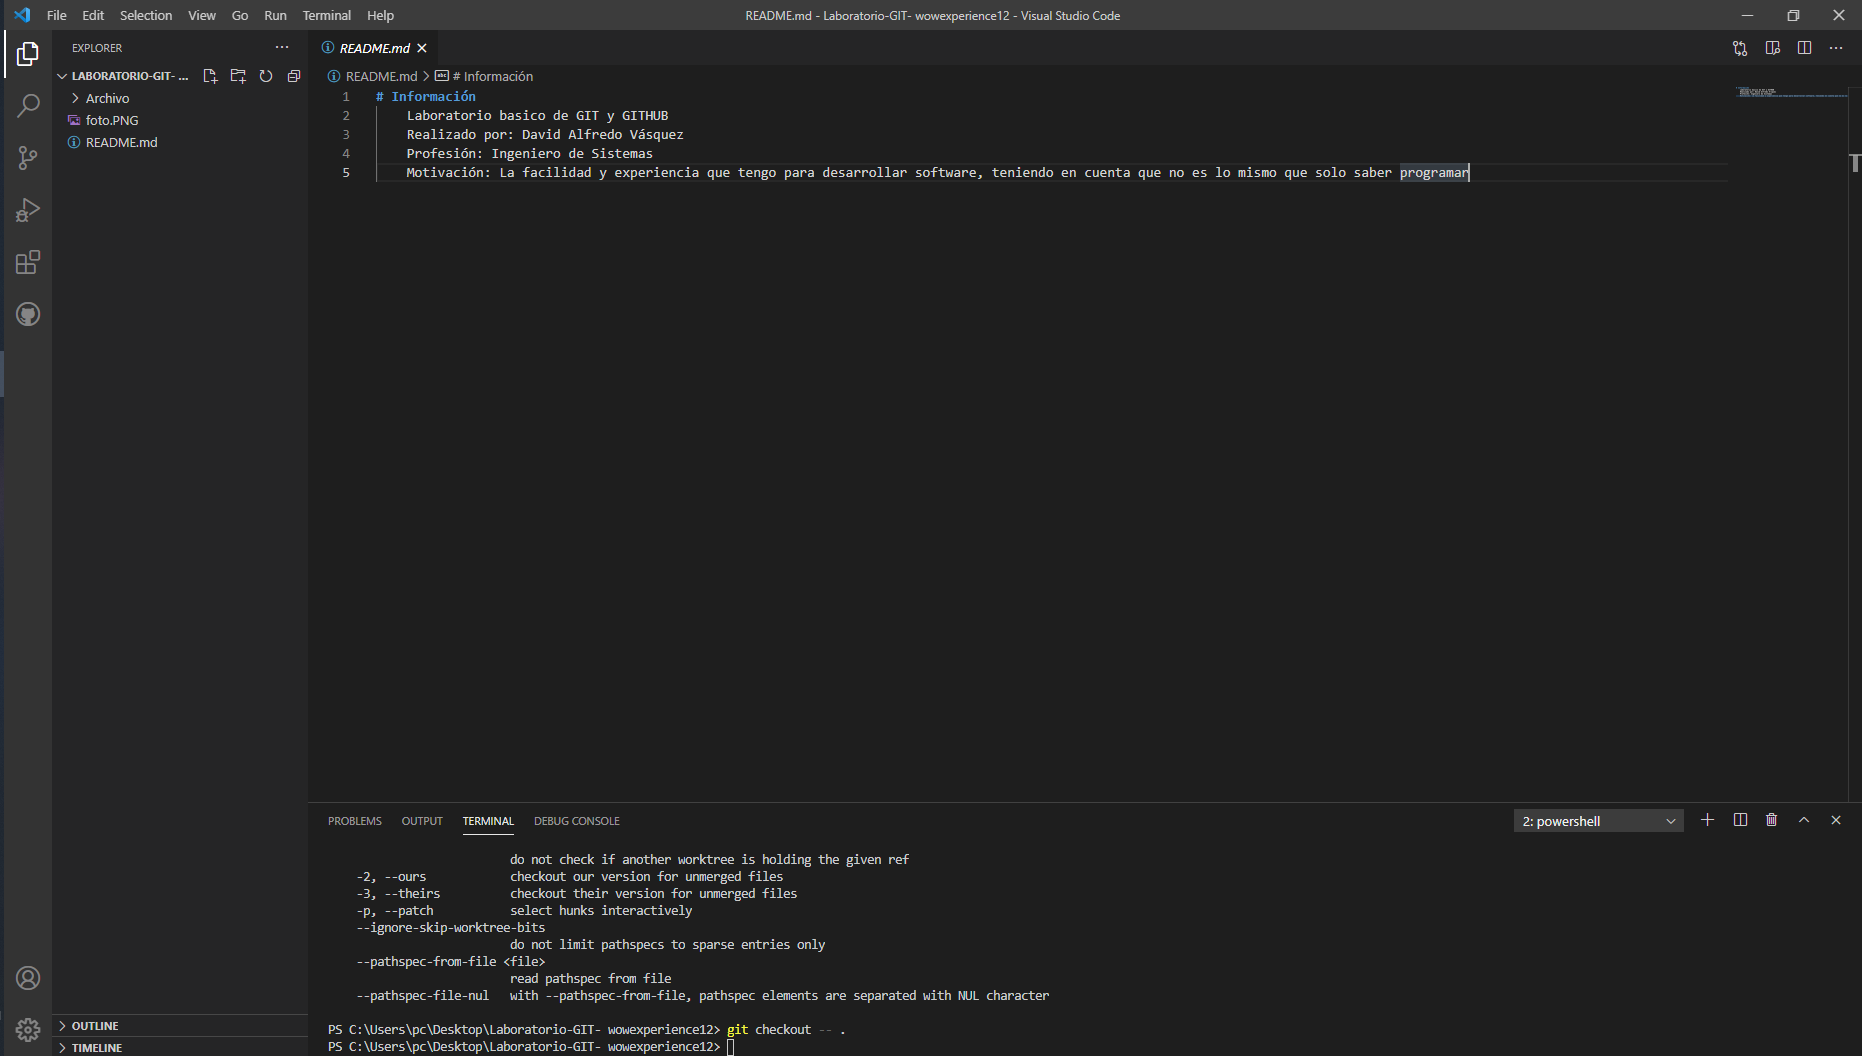 File Edit Selection View Go Run Terminal Help
README.md - Laboratorio-GIT- wowexperience12 - Visual Studio Code
EXPLORER
LABORATORIO-GIT- ...
Archivo
foto.PNG
README.md
README.md
README.md > # Información
1 # Información
2 Laboratorio basico de GIT y GITHUB
3 Realizado por: David Alfredo Vásquez
4 Profesión: Ingeniero de Sistemas
5 Motivación: La facilidad y experiencia que tengo para desarrollar software, teniendo en cuenta que no es lo mismo que solo saber programar
PROBLEMS OUTPUT TERMINAL DEBUG CONSOLE
2: powershell
do not check if another worktree is holding the given ref
-2, --ours checkout our version for unmerged files
-3, --theirs checkout their version for unmerged files
-p, --patch select hunks interactively
--ignore-skip-worktree-bits
do not limit pathspecs to sparse entries only
--pathspec-from-file <file>
read pathspec from file
--pathspec-file-nul with --pathspec-from-file, pathspec elements are separated with NUL character
PS C:\Users\pc\Desktop\Laboratorio-GIT- wowexperience12> git checkout -- .
PS C:\Users\pc\Desktop\Laboratorio-GIT- wowexperience12>
OUTLINE
TIMELINE